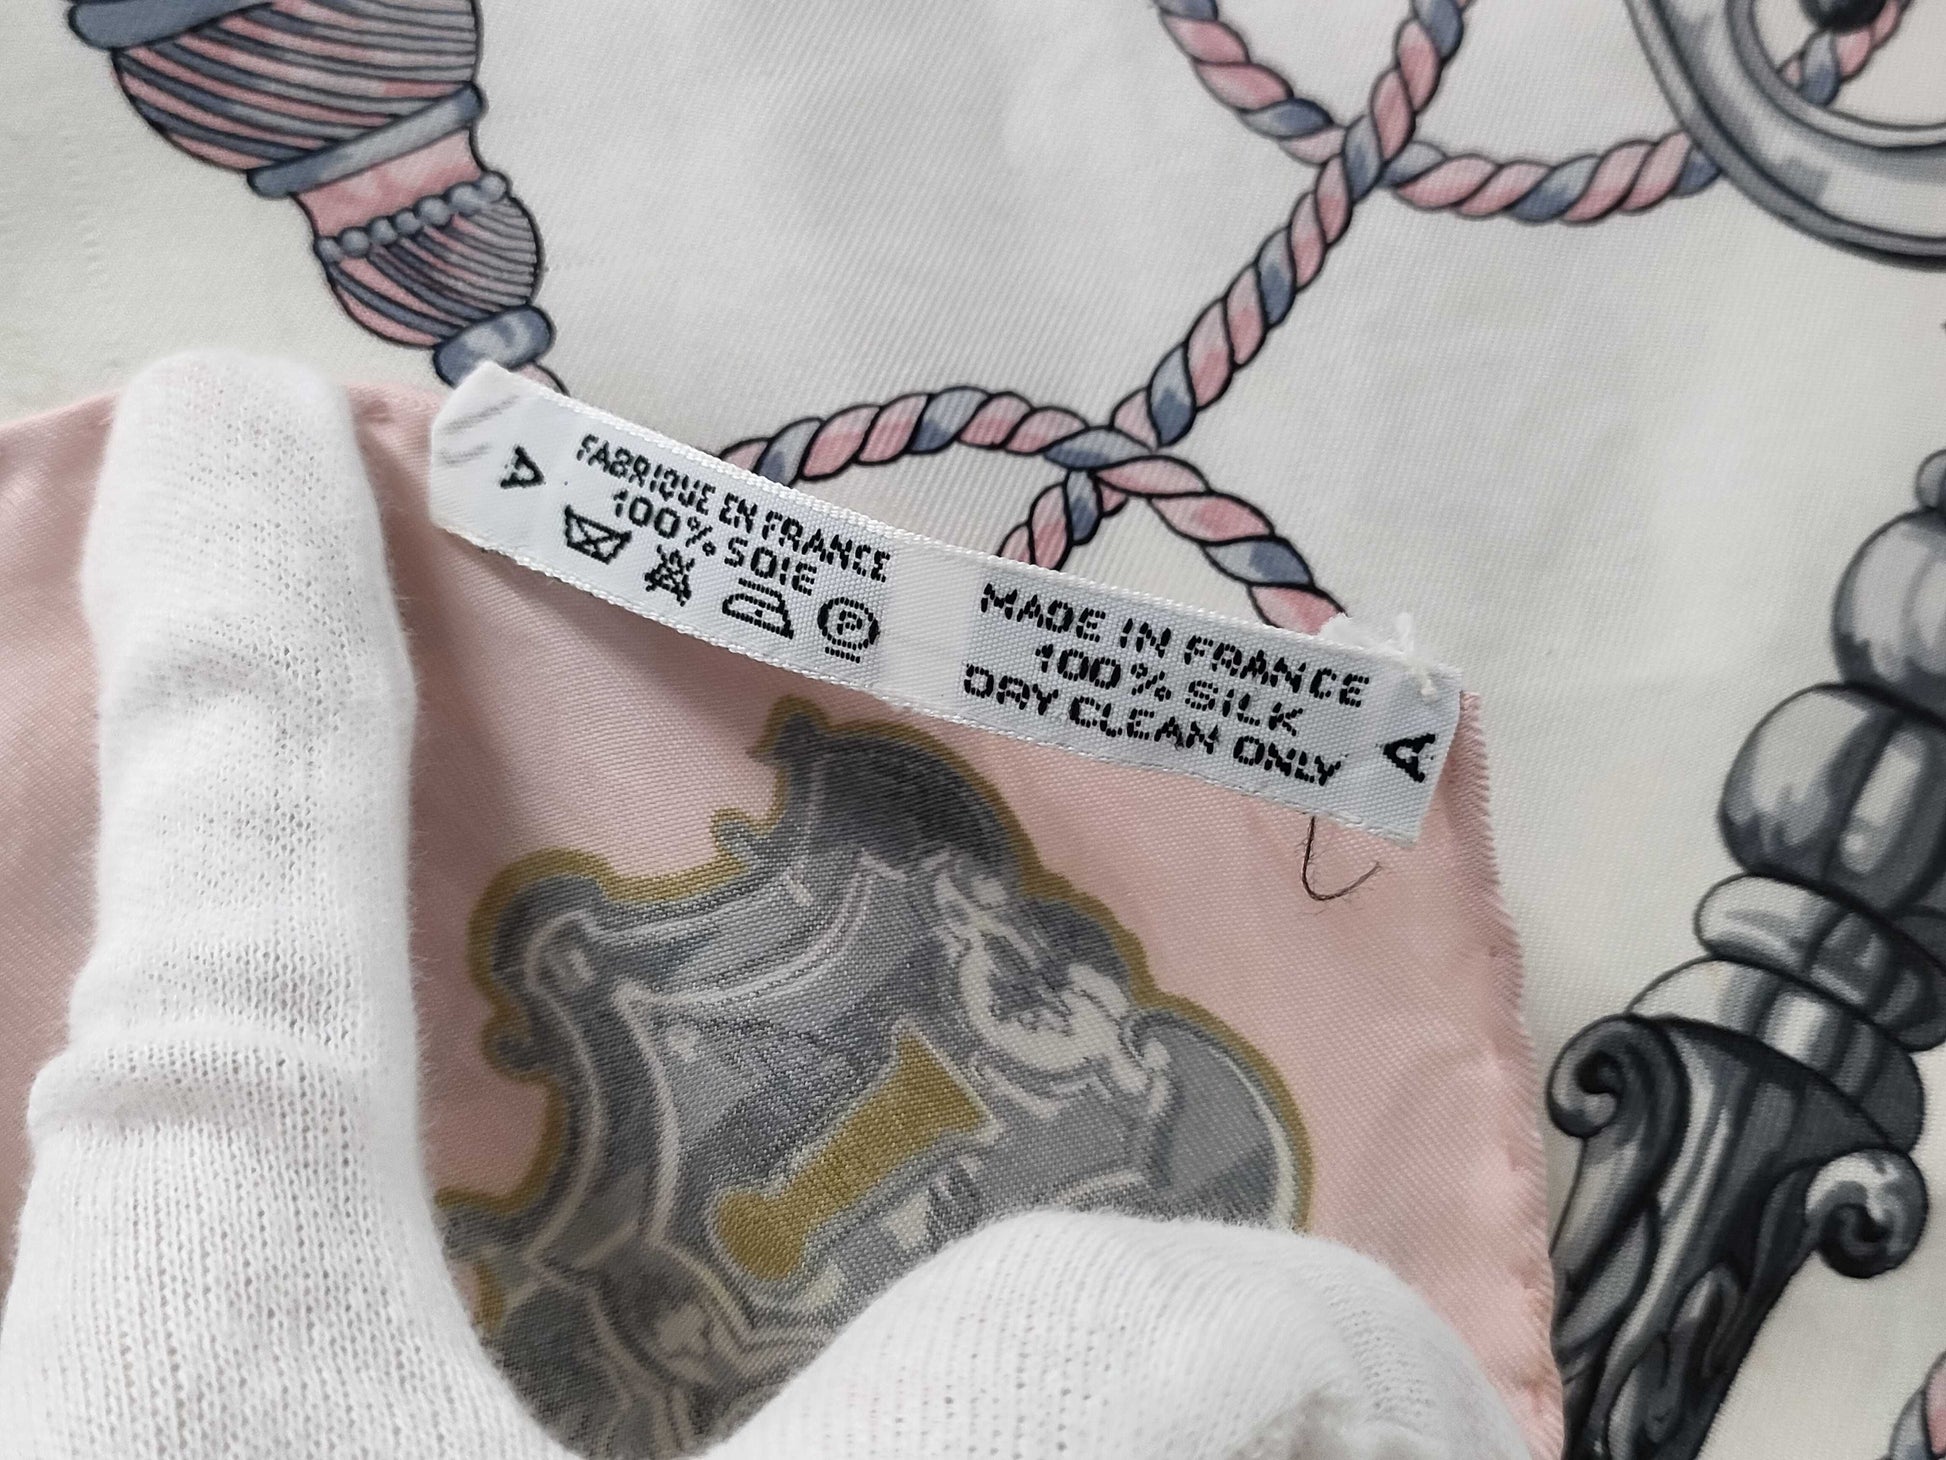 A
FABRIQUE EN FRANCE
100% SOIE
P
MADE IN FRANCE
100% SILK
DRY CLEAN ONLY
A